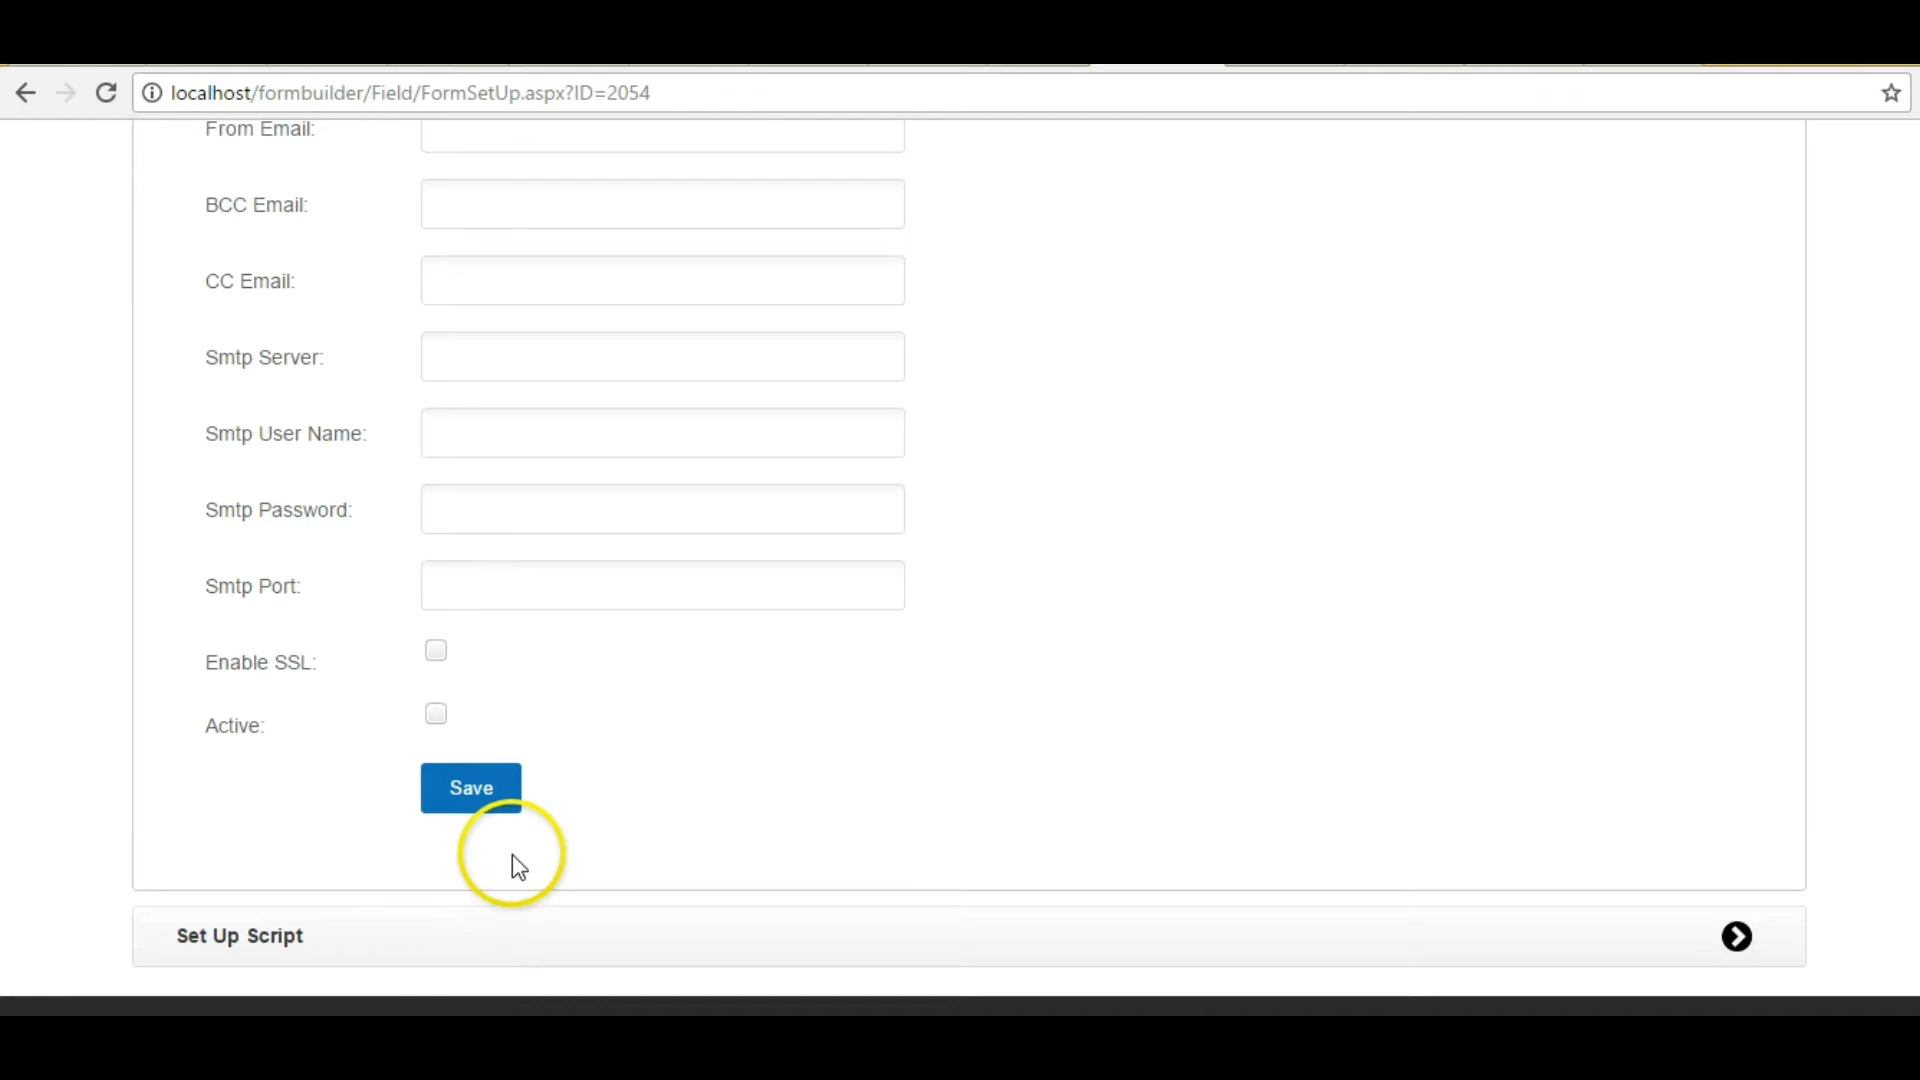 localhost/formbuilder/Field/FormSetUp.aspx?ID=2054
From Email:
BCC Email:
CC Email:
Smtp Server:
Smtp User Name:
Smtp Password:
Smtp Port:
Enable SSL:
Active:
Save
Set Up Script